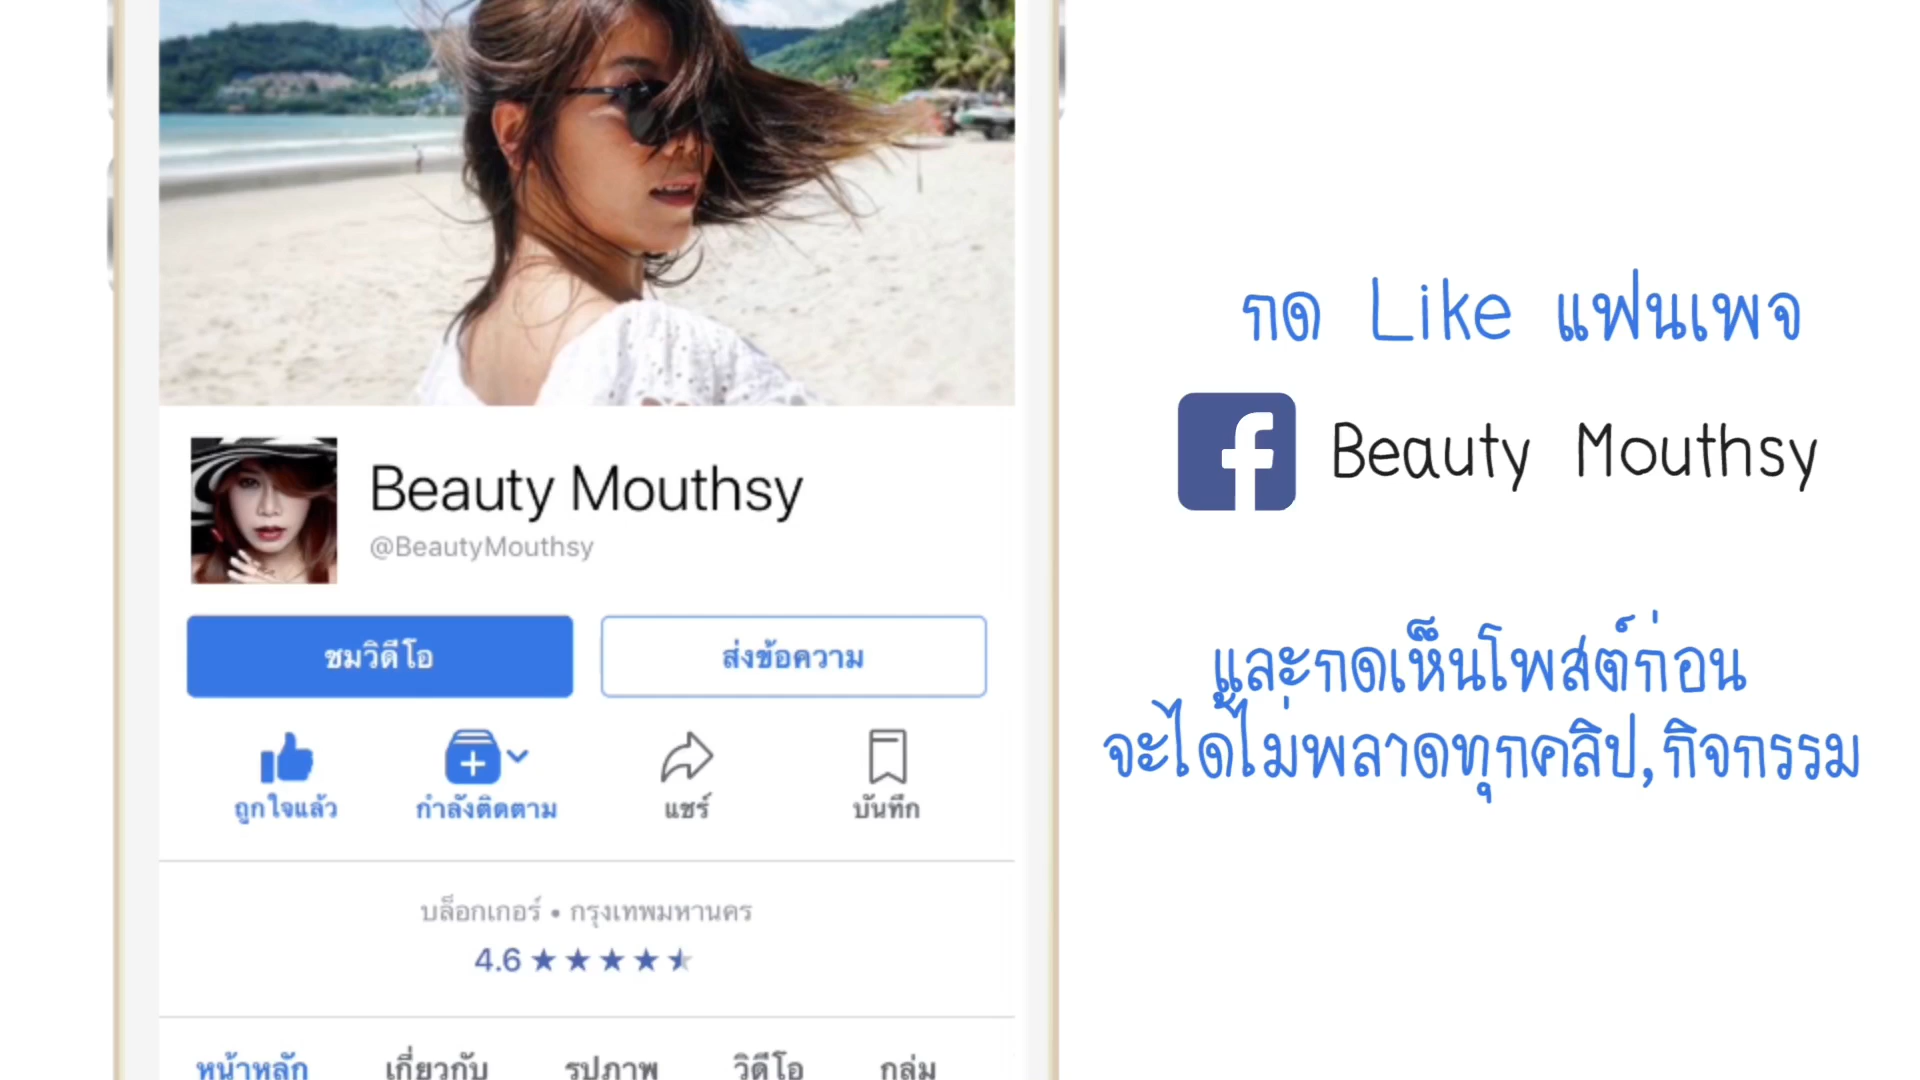 Beauty Mouthsy
@BeautyMouthsy
ชมวิดีโอ
ส่งข้อความ
ถูกใจแล้ว
กำลังติดตาม
แชร์
บันทึก
บล็อกเกอร์ • กรุงเทพมหานคร
4.6
หน้าหลัก
เกี่ยวกับ
รูปภาพ
วิดีโอ
กลุ่ม
กด Like แฟนเพจ
f Beauty Mouthsy
และกดเห็นโพสต์ก่อน
จะได้ไม่พลาดทุกคลิป,กิจกรรม